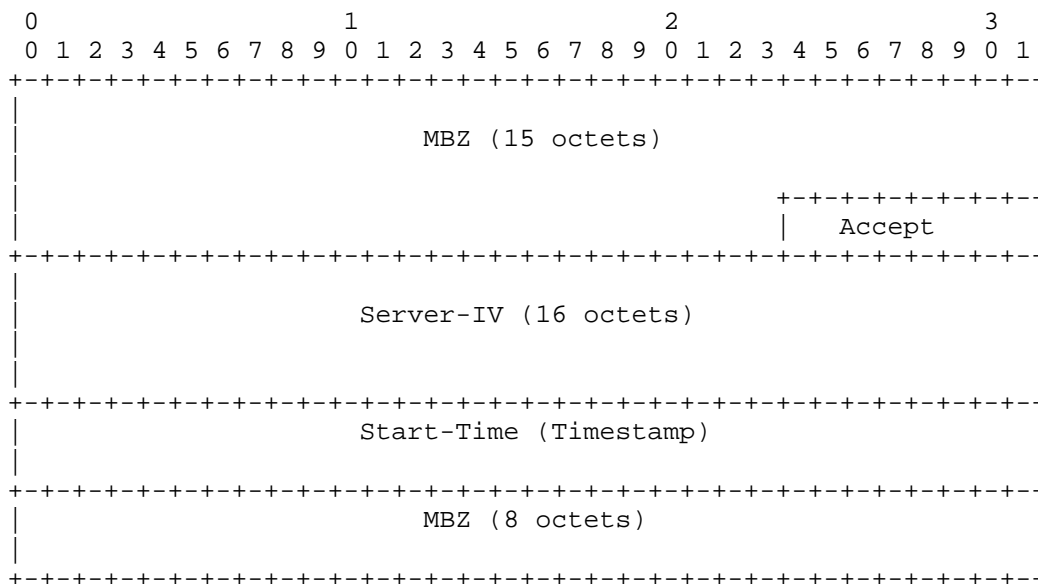 0                   1                   2                   3
 0 1 2 3 4 5 6 7 8 9 0 1 2 3 4 5 6 7 8 9 0 1 2 3 4 5 6 7 8 9 0 1
+-+-+-+-+-+-+-+-+-+-+-+-+-+-+-+-+-+-+-+-+-+-+-+-+-+-+-+-+-+-+-+--
|
|                         MBZ (15 octets)
|
|                                               +-+-+-+-+-+-+-+--
|                                               |   Accept
+-+-+-+-+-+-+-+-+-+-+-+-+-+-+-+-+-+-+-+-+-+-+-+-+-+-+-+-+-+-+-+--
|
|                     Server-IV (16 octets)
|
|
+-+-+-+-+-+-+-+-+-+-+-+-+-+-+-+-+-+-+-+-+-+-+-+-+-+-+-+-+-+-+-+--
|                     Start-Time (Timestamp)
|
+-+-+-+-+-+-+-+-+-+-+-+-+-+-+-+-+-+-+-+-+-+-+-+-+-+-+-+-+-+-+-+--
|                         MBZ (8 octets)
|
+-+-+-+-+-+-+-+-+-+-+-+-+-+-+-+-+-+-+-+-+-+-+-+-+-+-+-+-+-+-+-+--